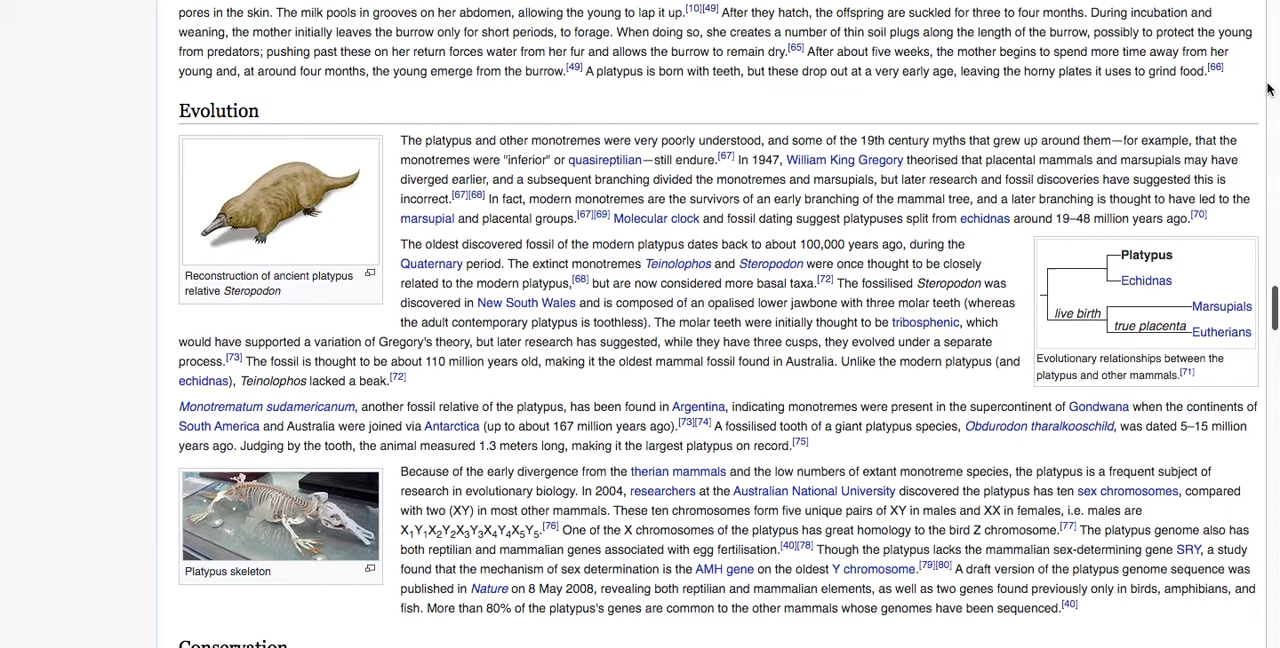 pores in the skin. The milk pools in grooves on her abdomen, allowing the young to lap it up.[10][49] After they hatch, the offspring are suckled for three to four months. During incubation and
weaning, the mother initially leaves the burrow only for short periods, to forage. When doing so, she creates a number of thin soil plugs along the length of the burrow, possibly to protect the young
from predators; pushing past these on her return forces water from her fur and allows the burrow to remain dry.[65] After about five weeks, the mother begins to spend more time away from her
young and, at around four months, the young emerge from the burrow.[49] A platypus is born with teeth, but these drop out at a very early age, leaving the horny plates it uses to grind food.[66]
Evolution
Reconstruction of ancient platypus
relative Steropodon
The platypus and other monotremes were very poorly understood, and some of the 19th century myths that grew up around them—for example, that the
monotremes were "inferior" or quasireptilian—still endure.[67] In 1947, William King Gregory theorised that placental mammals and marsupials may have
diverged earlier, and a subsequent branching divided the monotremes and marsupials, but later research and fossil discoveries have suggested this is
incorrect.[67][68] In fact, modern monotremes are the survivors of an early branching of the mammal tree, and a later branching is thought to have led to the
marsupial and placental groups.[67][69] Molecular clock and fossil dating suggest platypuses split from echidnas around 19–48 million years ago.[70]
The oldest discovered fossil of the modern platypus dates back to about 100,000 years ago, during the
Quaternary period. The extinct monotremes Teinolophos and Steropodon were once thought to be closely
related to the modern platypus,[68] but are now considered more basal taxa.[72] The fossilised Steropodon was
discovered in New South Wales and is composed of an opalised lower jawbone with three molar teeth (whereas
the adult contemporary platypus is toothless). The molar teeth were initially thought to be tribosphenic, which
would have supported a variation of Gregory's theory, but later research has suggested, while they have three cusps, they evolved under a separate
process.[73] The fossil is thought to be about 110 million years old, making it the oldest mammal fossil found in Australia. Unlike the modern platypus (and
echidnas), Teinolophos lacked a beak.[72]
Platypus
Echidnas
live birth
Marsupials
true placenta
Eutherians
Evolutionary relationships between the
platypus and other mammals.[71]
Monotrematum sudamericanum, another fossil relative of the platypus, has been found in Argentina, indicating monotremes were present in the supercontinent of Gondwana when the continents of
South America and Australia were joined via Antarctica (up to about 167 million years ago).[73][74] A fossilised tooth of a giant platypus species, Obdurodon tharalkooschild, was dated 5–15 million
years ago. Judging by the tooth, the animal measured 1.3 meters long, making it the largest platypus on record.[75]
Platypus skeleton
Because of the early divergence from the therian mammals and the low numbers of extant monotreme species, the platypus is a frequent subject of
research in evolutionary biology. In 2004, researchers at the Australian National University discovered the platypus has ten sex chromosomes, compared
with two (XY) in most other mammals. These ten chromosomes form five unique pairs of XY in males and XX in females, i.e. males are
X1Y1X2Y2X3Y3X4Y4X5Y5.[76] One of the X chromosomes of the platypus has great homology to the bird Z chromosome.[77] The platypus genome also has
both reptilian and mammalian genes associated with egg fertilisation.[40][78] Though the platypus lacks the mammalian sex-determining gene SRY, a study
found that the mechanism of sex determination is the AMH gene on the oldest Y chromosome.[79][80] A draft version of the platypus genome sequence was
published in Nature on 8 May 2008, revealing both reptilian and mammalian elements, as well as two genes found previously only in birds, amphibians, and
fish. More than 80% of the platypus's genes are common to the other mammals whose genomes have been sequenced.[40]
Conservation